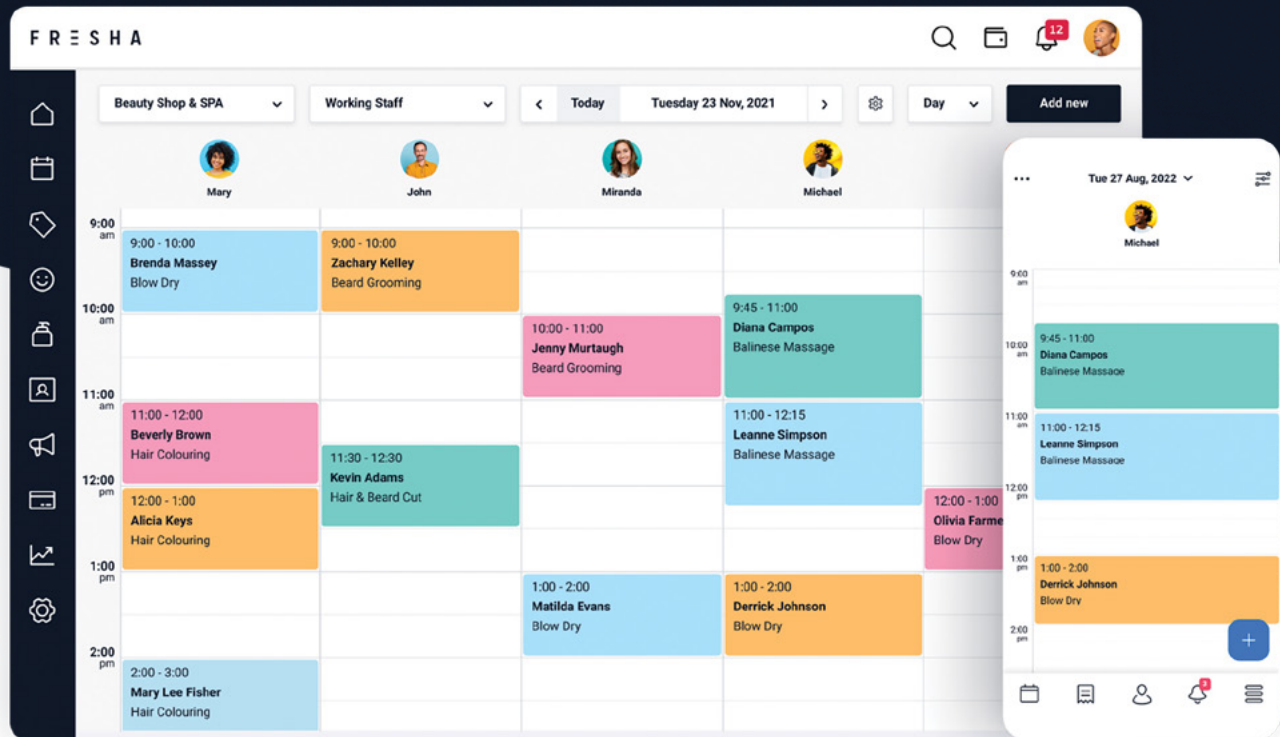 FRESHA
12
Beauty Shop & SPA
Working Staff
Today
Tuesday 23 Nov, 2021
Day
Add new
Mary
John
Miranda
Michael
9:00
am
10:00
am
11:00
am
12:00
pm
1:00
pm
2:00
pm
9:00 - 10:00
Brenda Massey
Blow Dry
11:00 - 12:00
Beverly Brown
Hair Colouring
12:00 - 1:00
Alicia Keys
Hair Colouring
2:00 - 3:00
Mary Lee Fisher
Hair Colouring
9:00 - 10:00
Zachary Kelley
Beard Grooming
11:30 - 12:30
Kevin Adams
Hair & Beard Cut
10:00 - 11:00
Jenny Murtaugh
Beard Grooming
1:00 - 2:00
Matilda Evans
Blow Dry
9:45 - 11:00
Diana Campos
Balinese Massage
11:00 - 12:15
Leanne Simpson
Balinese Massage
1:00 - 2:00
Derrick Johnson
Blow Dry
12:00 - 1:00
Olivia Farme
Blow Dry
Tue 27 Aug, 2022
Michael
9:00
am
10:00
am
11:00
am
12:00
pm
1:00
pm
2:00
pm
9:45 - 11:00
Diana Campos
Balinese Massage
11:00 - 12:15
Leanne Simpson
Balinese Massage
1:00 - 2:00
Derrick Johnson
Blow Dry